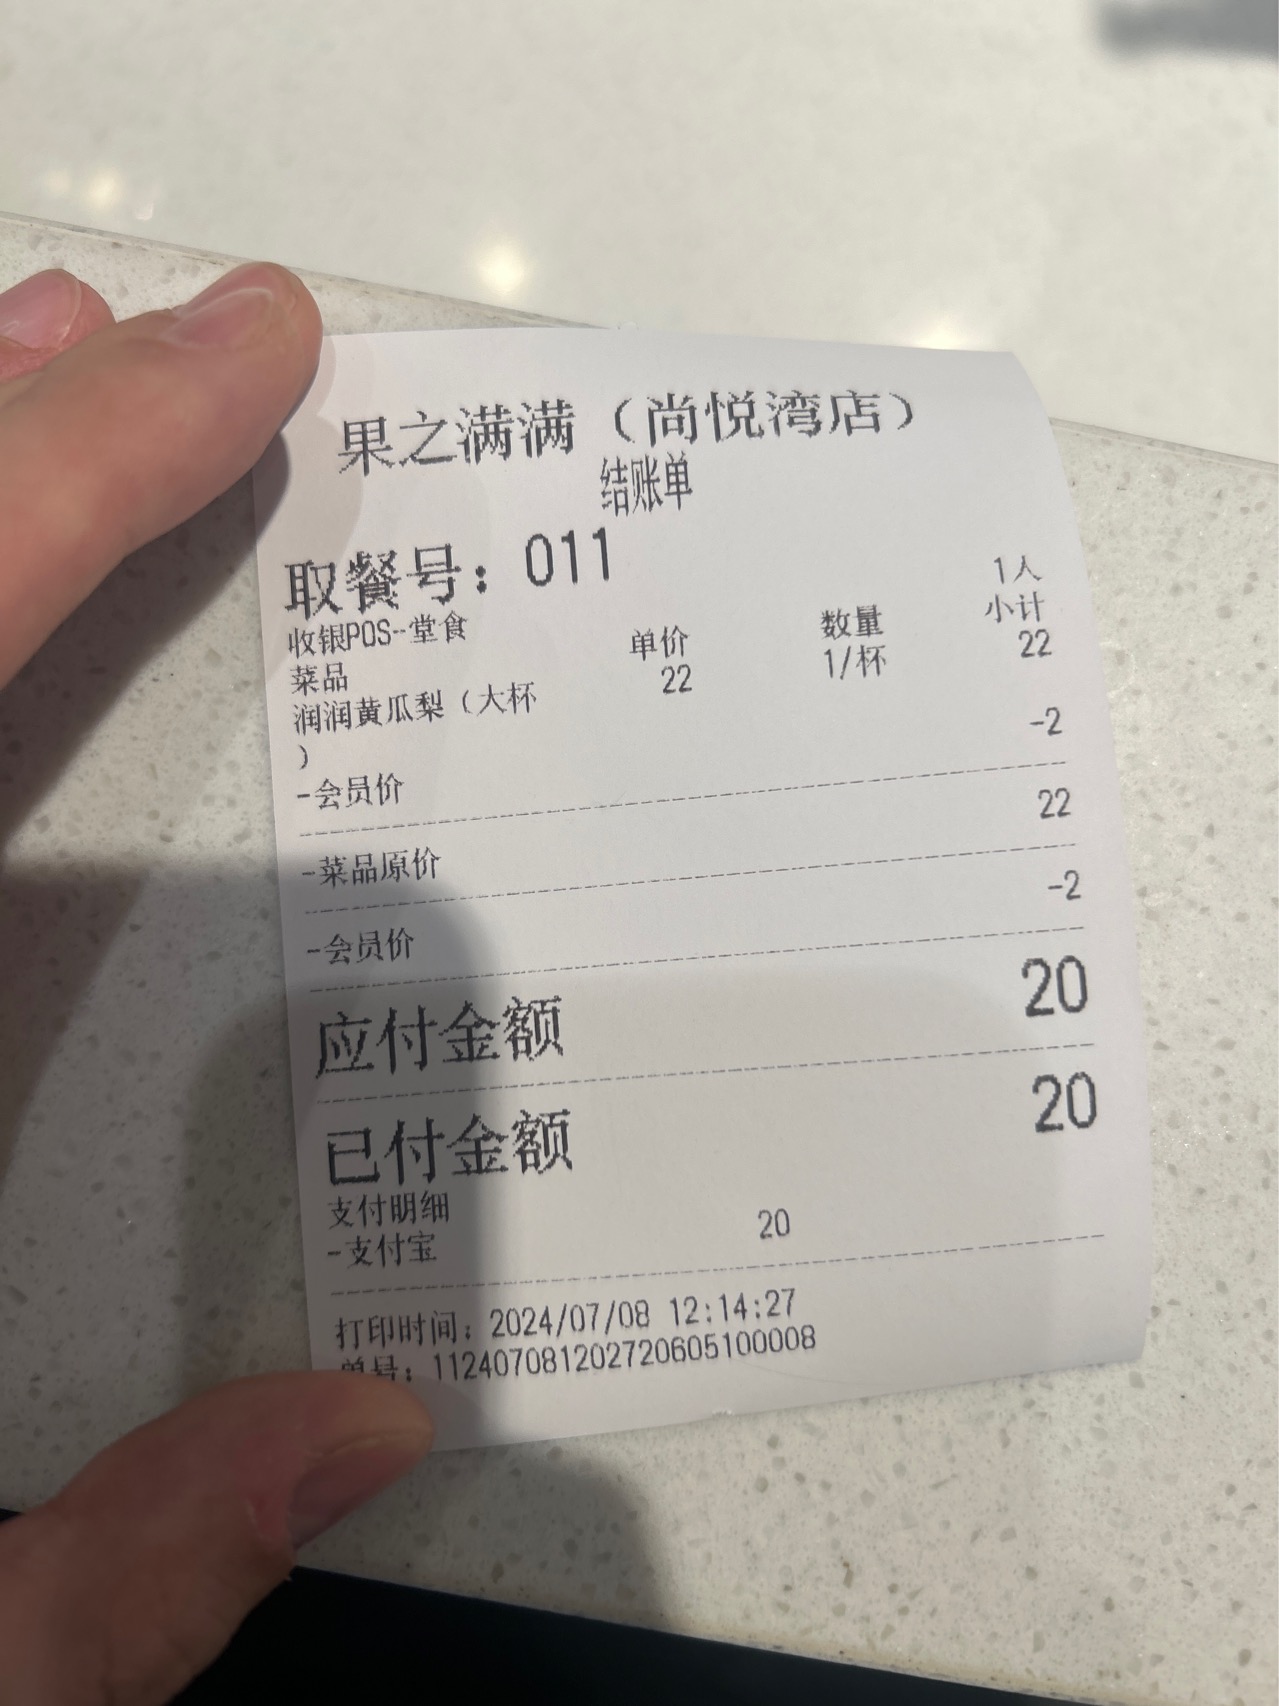 果之满满（尚悦湾店）
结账单
取餐号：011
1人
收银POS--堂食
菜品 单价 数量 小计
润润黄瓜梨（大杯 22 1/杯 22
）
-会员价 -2
-菜品原价 22
-会员价 -2
应付金额 20
已付金额 20
支付明细
-支付宝 20
打印时间：2024/07/08 12:14:27
单号：112407081202720605100008